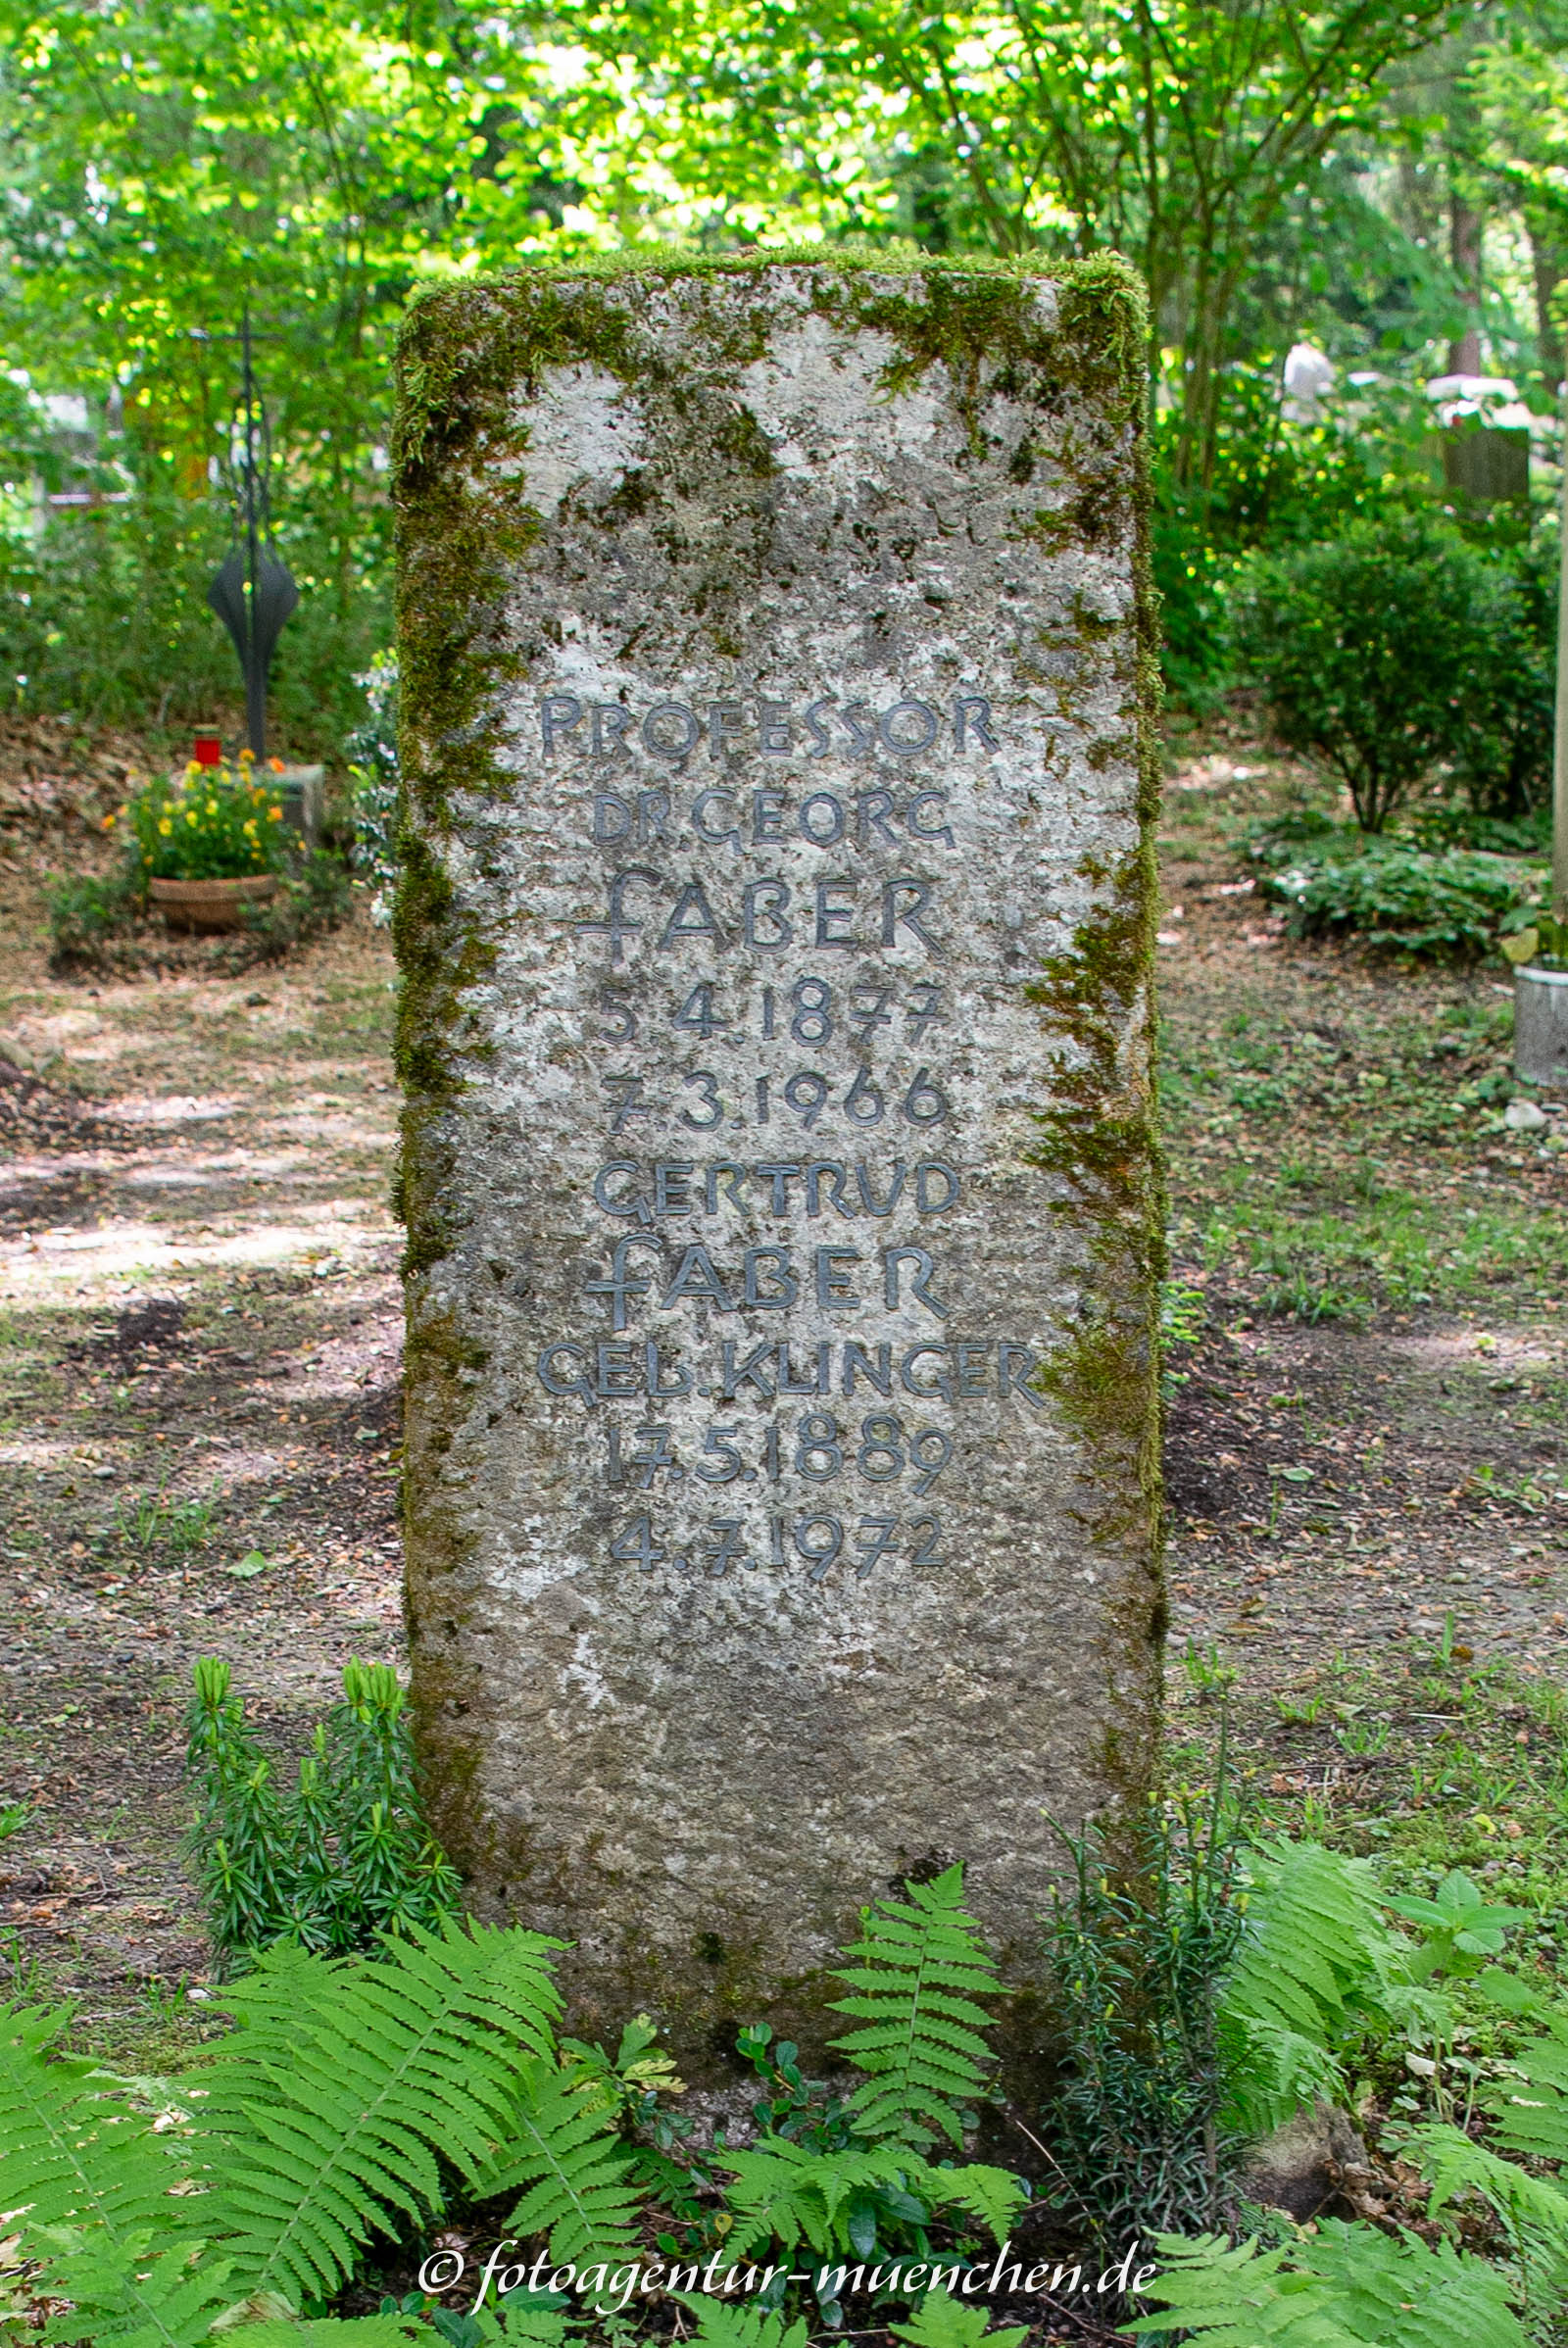 PROFESSOR
DR.GEORG
FABER
5.4.1877
7.3.1966
GERTRUD
FABER
GEB.KLINGER
17.5.1889
4.7.1972
© fotoagentur-muenchen.de